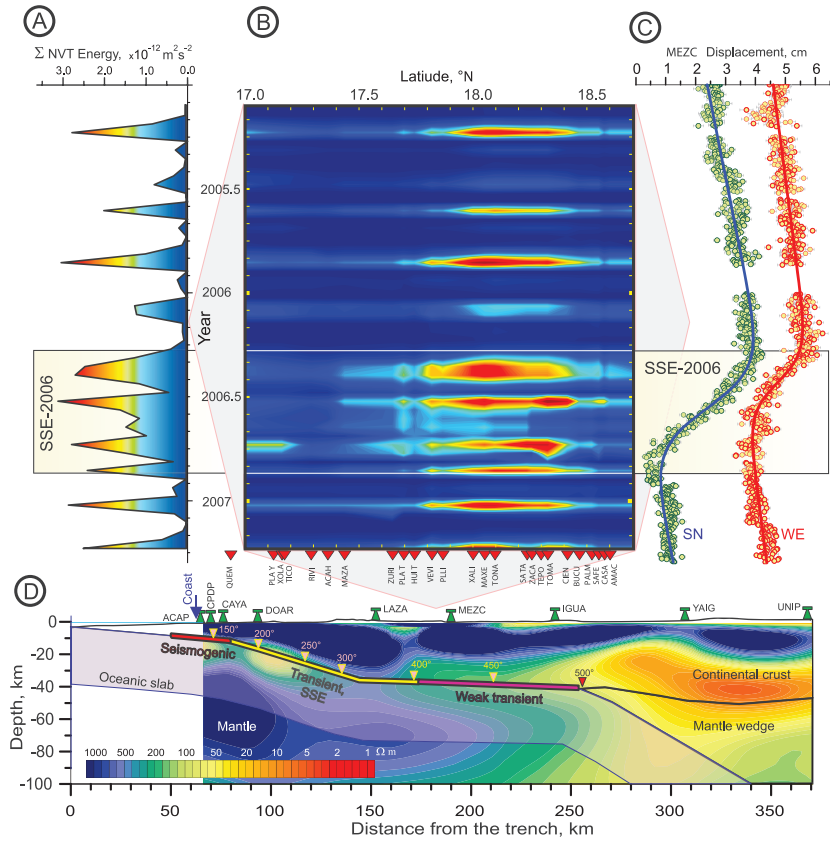 A
B
C
Σ NVT Energy, x10⁻¹² m² s⁻²
3.0 2.0 1.0 0.0
Latiude, °N
17.0 17.5 18.0 18.5
MEZC Displacement, cm
0 1 2 3 4 5 6
2005.5
2006
Year
2006.5
2007
SSE-2006
SSE-2006
SN
WE
QUEM
PLAY
XOLA
TICO
RIVI
ACAH
MAZA
ZURI
PLAT
HUIT
VEVI
PLLI
XALI
MAXE
TONA
SATA
ZACA
TEPO
TOMA
CIEN
BUCU
PALM
SAFE
CASA
AMAC
D
Coast
ACAP
CPDP
CAYA
DOAR
LAZA
MEZC
IGUA
YAIG
UNIP
0
-20
-40
-60
-80
-100
Depth, km
150°
200°
250°
300°
400°
450°
500°
Seismogenic
Transient, SSE
Weak transient
Oceanic slab
Mantle
Continental crust
Mantle wedge
1000 500 200 100 50 20 10 5 2 1 Ω m
0 50 100 150 200 250 300 350
Distance from the trench, km